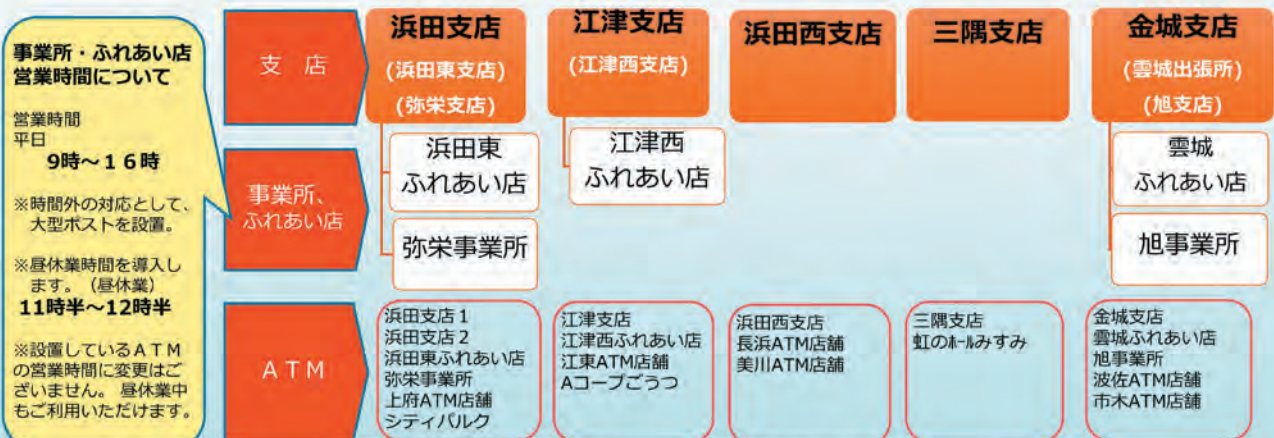 事業所・ふれあい店
営業時間について
営業時間
平日
9時~16時
※時間外の対応として、
大型ポストを設置。
※昼休業時間を導入し
ます。（昼休業）
11時半~12時半
※設置しているＡＴＭ
の営業時間に変更はご
ざいません。 昼休業中
もご利用いただけます。
支　店
浜田支店
(浜田東支店)
(弥栄支店)
江津支店
(江津西支店)
浜田西支店
三隅支店
金城支店
(雲城出張所)
(旭支店)
事業所、
ふれあい店
浜田東
ふれあい店
弥栄事業所
江津西
ふれあい店
雲城
ふれあい店
旭事業所
ＡＴＭ
浜田支店１
浜田支店２
浜田東ふれあい店
弥栄事業所
上府ATM店舗
シティパルク
江津支店
江津西ふれあい店
江東ATM店舗
Aコープごうつ
浜田西支店
長浜ATM店舗
美川ATM店舗
三隅支店
虹のﾎｰﾙみすみ
金城支店
雲城ふれあい店
旭事業所
波佐ATM店舗
市木ATM店舗